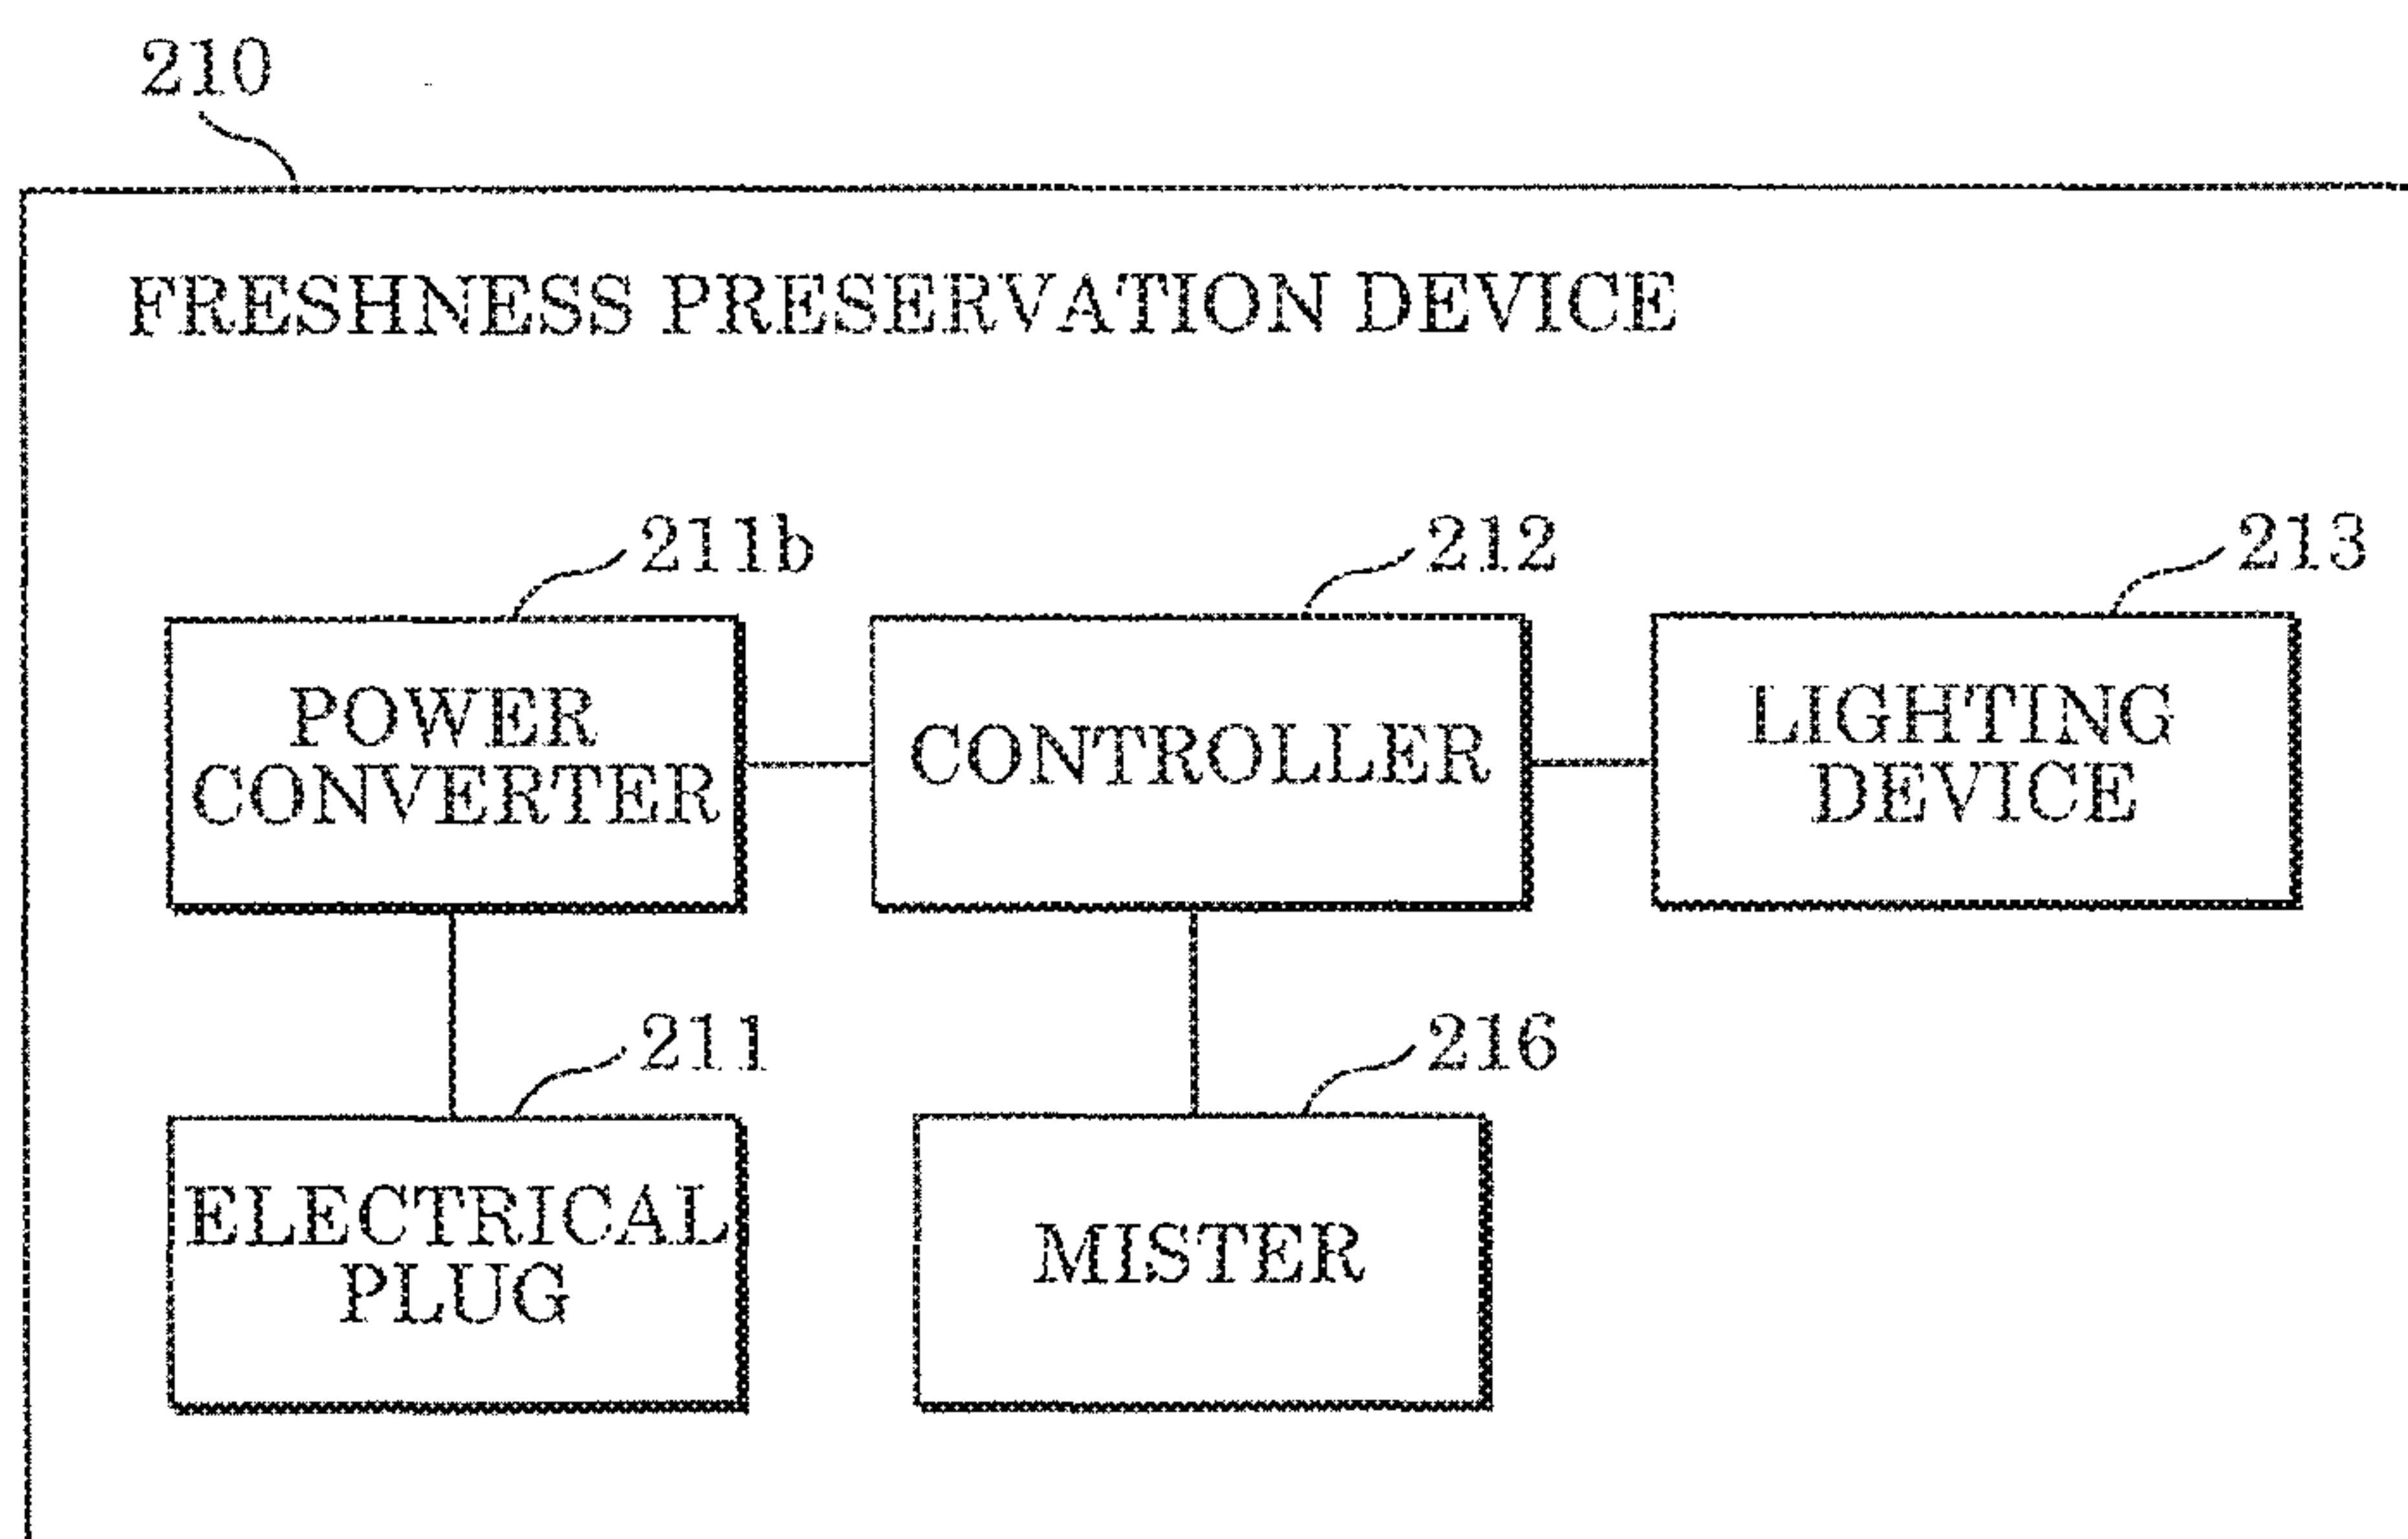 210
FRESHNESS PRESERVATION DEVICE
211b
212
213
POWER
CONVERTER
CONTROLLER
LIGHTING
DEVICE
211
216
ELECTRICAL
PLUG
MISTER